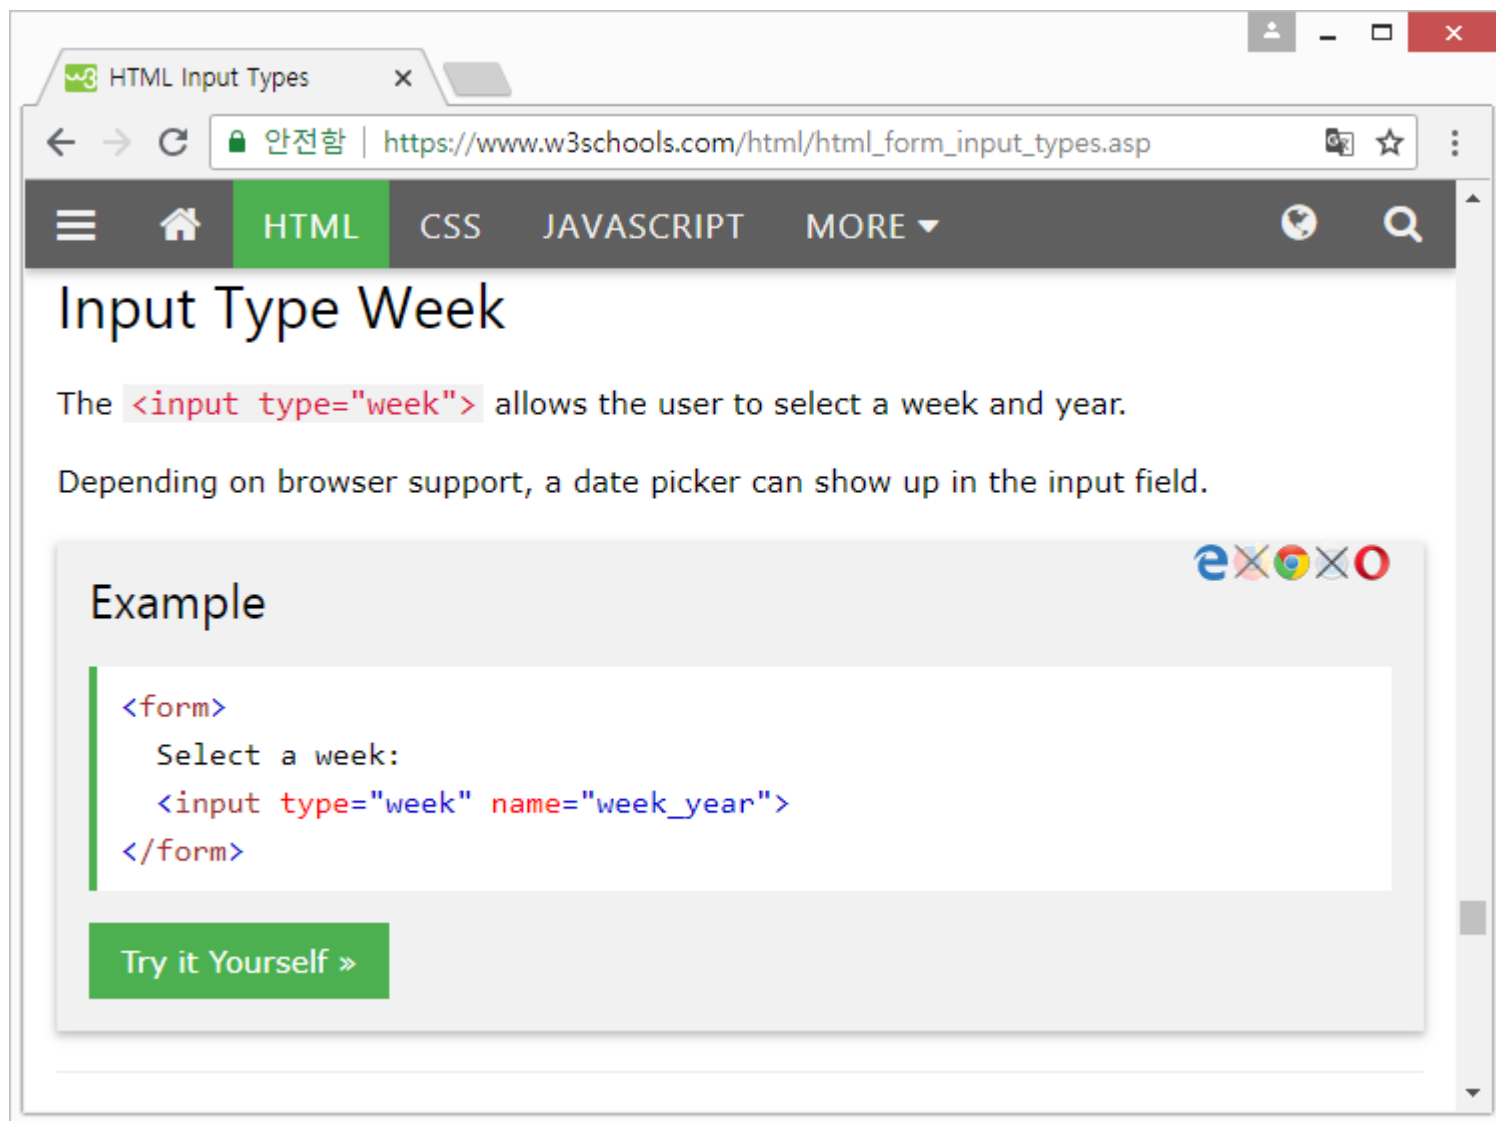 HTML Input Types
안전함 | https://www.w3schools.com/html/html_form_input_types.asp
HTML CSS JAVASCRIPT MORE
Input Type Week
The <input type="week"> allows the user to select a week and year.
Depending on browser support, a date picker can show up in the input field.
Example
<form>
  Select a week:
  <input type="week" name="week_year">
</form>
Try it Yourself »